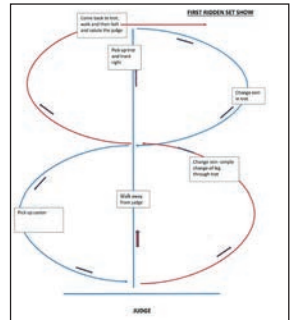 FIRST RIDDEN SET SHOW
Come back to trot,
walk and then halt
and salute the judge
Pick up trot
and track
right
Change rein
in trot
Change rein- simple
change of leg
through trot
Walk away
from judge
Pick up canter
JUDGE